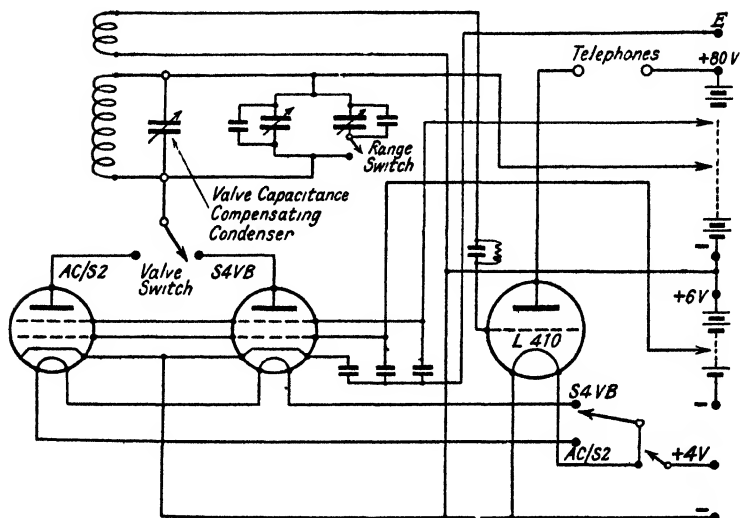 E
Telephones
+80V
Range
Switch
Valve Capacitance
Compensating
Condenser
AC/S2
Valve
Switch
S4VB
-
+6V
L 410
S4VB
-
AC/S2
+4V
-